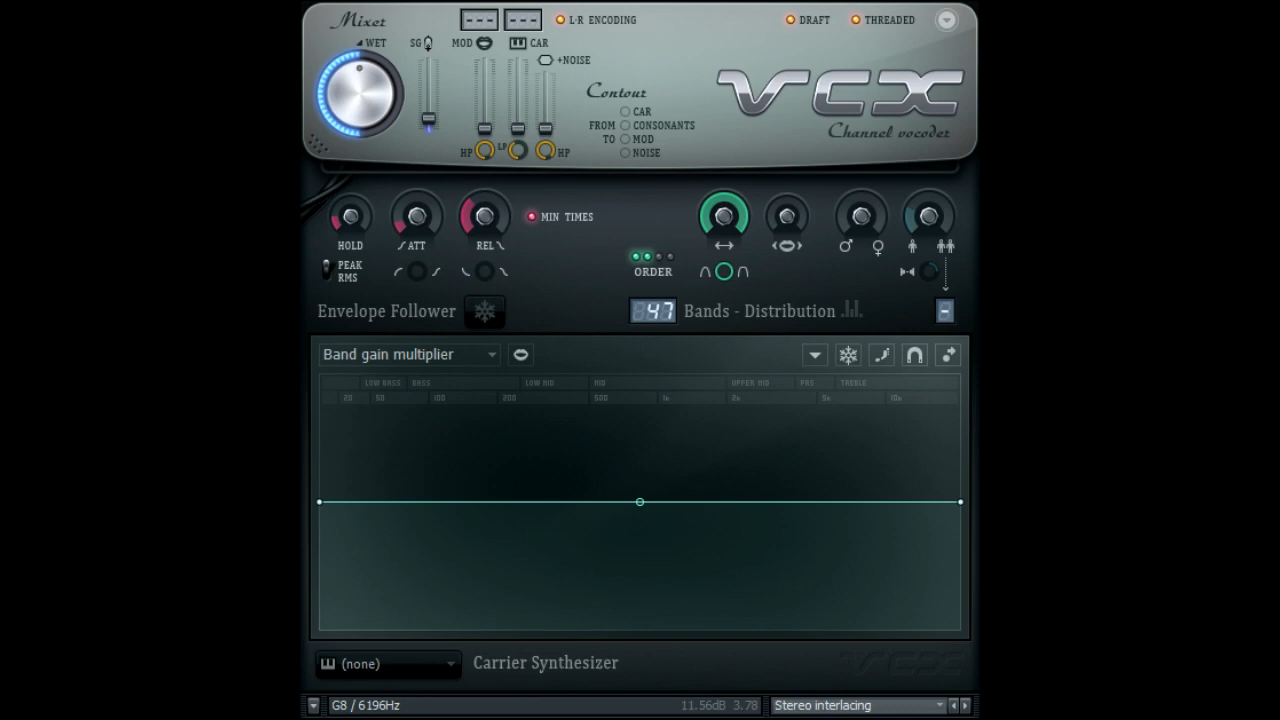 Mixer
--- ---
L-R ENCODING
DRAFT
THREADED
WET
SG
MOD
CAR
+NOISE
Contour
CAR
FROM CONSONANTS
TO MOD
NOISE
HP LP HP
VCX
Channel vocoder
HOLD
ATT
REL
MIN TIMES
PEAK
RMS
ORDER
Envelope Follower
47
Bands - Distribution
-
Band gain multiplier
LOW BASS BASS LOW MID MID UPPER MID PRS TREBLE
20 50 100 200 500 1k 2k 5k 10k
(none)
Carrier Synthesizer
VCX
G8 / 6196Hz
11.56dB 3.78
Stereo interlacing